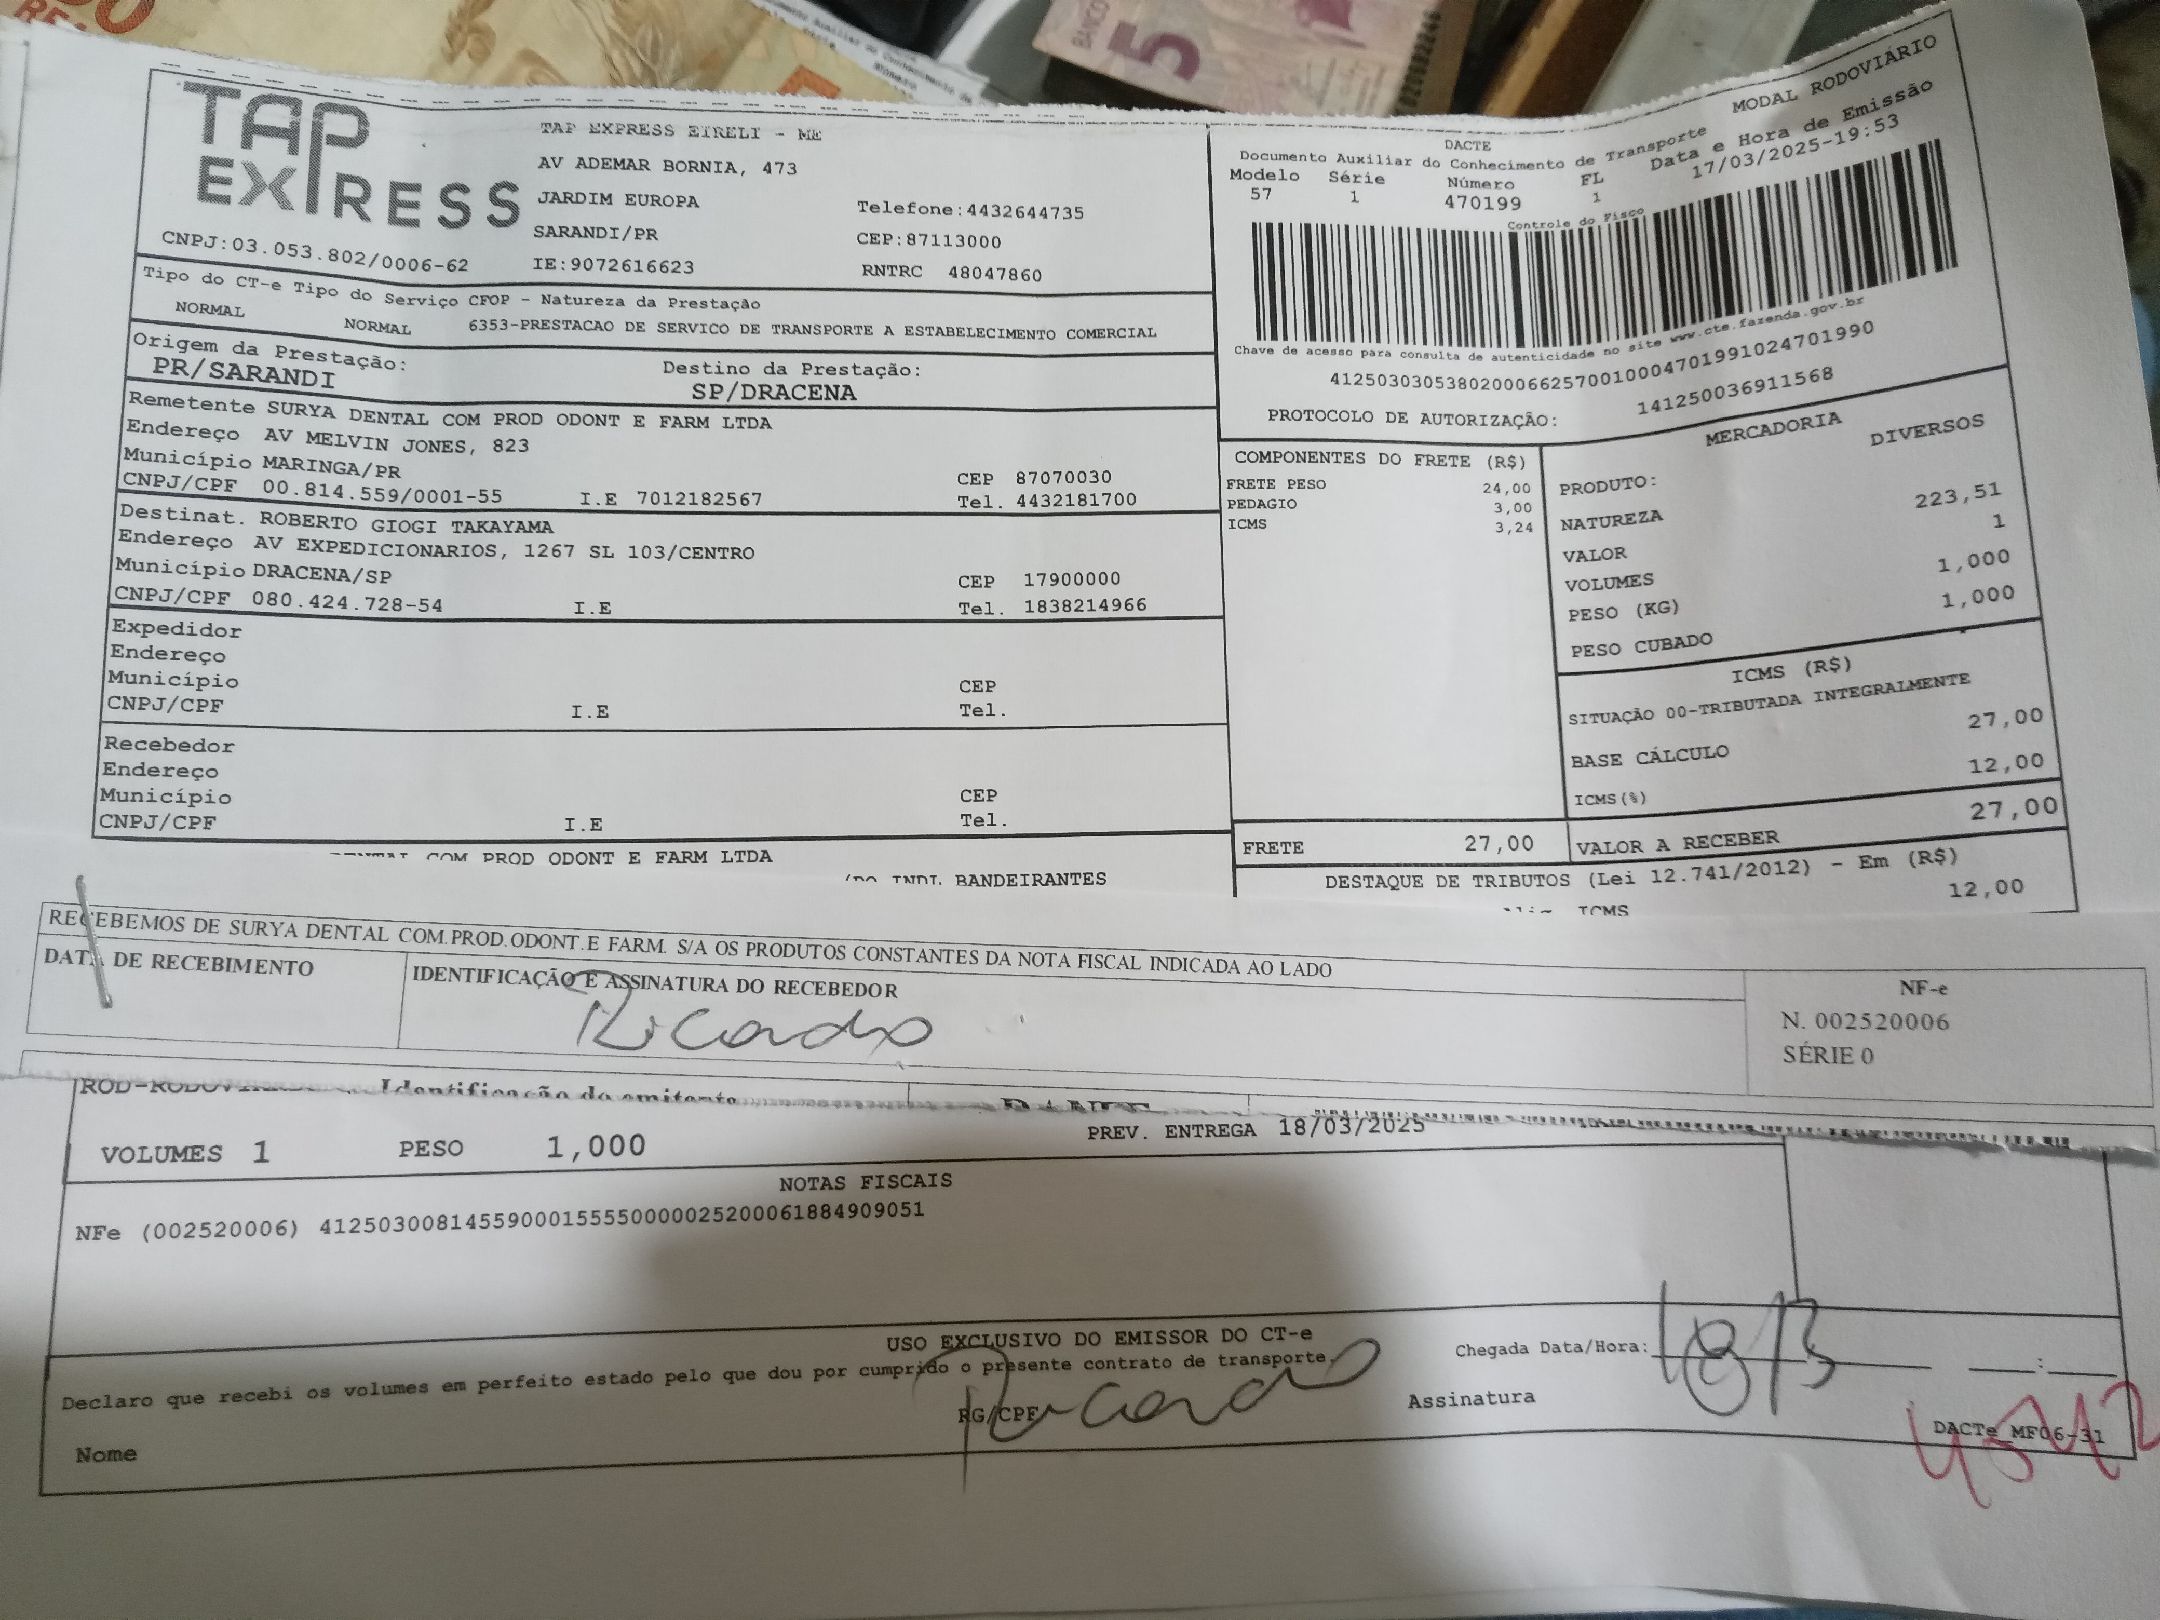 TAP EXPRESS
TAP EXPRESS EIRELI - ME
AV ADEMAR BORNIA, 473
JARDIM EUROPA Telefone:4432644735
SARANDI/PR CEP:87113000
CNPJ:03.053.802/0006-62 IE:9072616623 RNTRC 48047860
Tipo do CT-e Tipo do Serviço CFOP - Natureza da Prestação
NORMAL NORMAL 6353-PRESTACAO DE SERVICO DE TRANSPORTE A ESTABELECIMENTO COMERCIAL
Origem da Prestação: Destino da Prestação:
PR/SARANDI SP/DRACENA
Remetente SURYA DENTAL COM PROD ODONT E FARM LTDA
Endereço AV MELVIN JONES, 823
Município MARINGA/PR CEP 87070030
CNPJ/CPF 00.814.559/0001-55 I.E 7012182567 Tel. 4432181700
Destinat. ROBERTO GIOGI TAKAYAMA
Endereço AV EXPEDICIONARIOS, 1267 SL 103/CENTRO
Município DRACENA/SP CEP 17900000
CNPJ/CPF 080.424.728-54 I.E Tel. 1838214966
Expedidor
Endereço
Município CEP
CNPJ/CPF I.E Tel.
Recebedor
Endereço
Município CEP
CNPJ/CPF I.E Tel.
COM PROD ODONT E FARM LTDA
BANDEIRANTES
DACTE MODAL RODOVIÁRIO
Documento Auxiliar do Conhecimento de Transporte Data e Hora de Emissão
Modelo Série Número FL 17/03/2025-19:53
57 1 470199 1
Controle do Fisco
Chave de acesso para consulta de autenticidade no site www.cte.fazenda.gov.br
41250303053802000662570010004701991024701990
PROTOCOLO DE AUTORIZAÇÃO: 141250036911568
COMPONENTES DO FRETE (R$)
FRETE PESO 24,00
PEDAGIO 3,00
ICMS 3,24
MERCADORIA
PRODUTO: DIVERSOS
NATUREZA
VALOR 223,51
VOLUMES 1
PESO (KG) 1,000
PESO CUBADO 1,000
ICMS (R$)
SITUAÇÃO 00-TRIBUTADA INTEGRALMENTE
BASE CÁLCULO 27,00
ICMS(%) 12,00
FRETE 27,00 VALOR A RECEBER 27,00
DESTAQUE DE TRIBUTOS (Lei 12.741/2012) - Em (R$)
ICMS 12,00
RECEBEMOS DE SURYA DENTAL COM.PROD.ODONT.E FARM. S/A OS PRODUTOS CONSTANTES DA NOTA FISCAL INDICADA AO LADO
DATA DE RECEBIMENTO IDENTIFICAÇÃO E ASSINATURA DO RECEBEDOR
Ricardo
NF-e
N. 002520006
SÉRIE 0
Identificação do emitente
VOLUMES 1 PESO 1,000 PREV. ENTREGA 18/03/2025
NOTAS FISCAIS
NFe (002520006) 41250300814559000155550000025200061884909051
USO EXCLUSIVO DO EMISSOR DO CT-e
Declaro que recebi os volumes em perfeito estado pelo que dou por cumprido o presente contrato de transporte.
Chegada Data/Hora: 18/3 __:__
Nome RG/CPF Ricardo Assinatura
DACTe_MF06-31